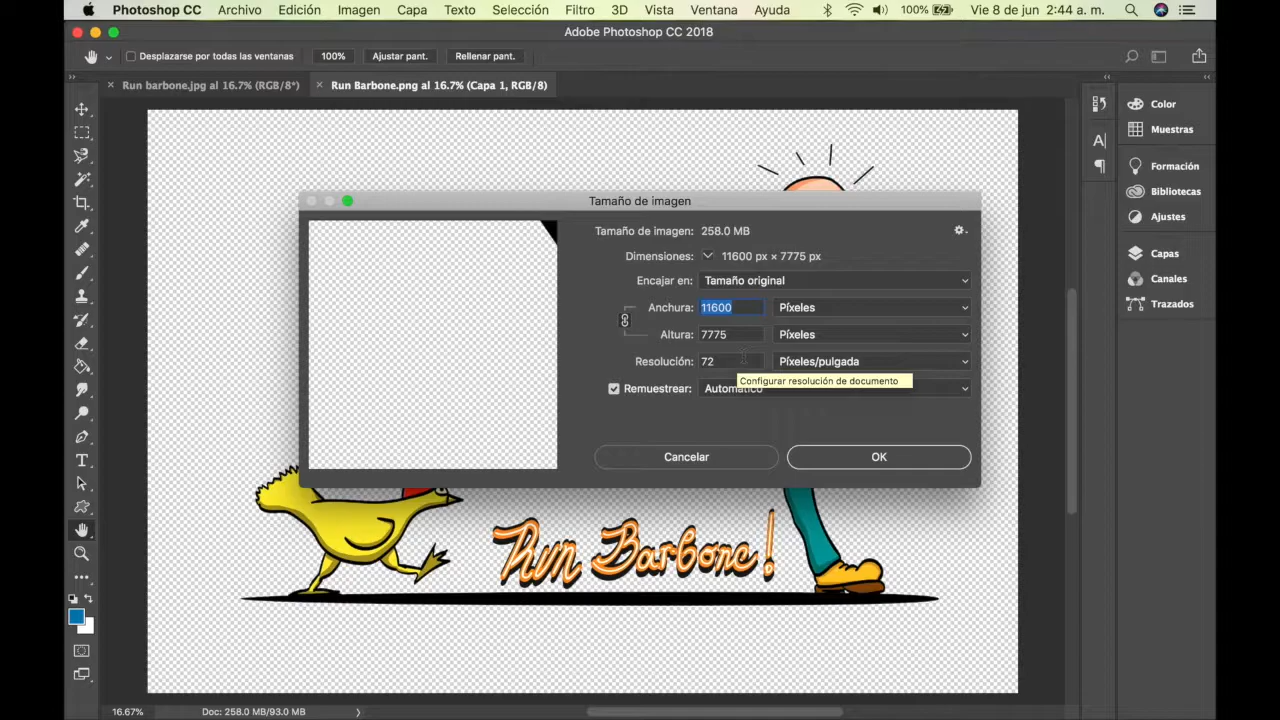 Photoshop CC Archivo Edición Imagen Capa Texto Selección Filtro 3D Vista Ventana Ayuda 100% Vie 8 de jun 2:44 a. m.
Adobe Photoshop CC 2018
Desplazarse por todas las ventanas 100% Ajustar pant. Rellenar pant.
Run barbone.jpg al 16.7% (RGB/8*) Run Barbone.png al 16.7% (Capa 1, RGB/8)
Color
Muestras
Formación
Bibliotecas
Ajustes
Capas
Canales
Trazados
Tamaño de imagen
Tamaño de imagen: 258.0 MB
Dimensiones: 11600 px × 7775 px
Encajar en: Tamaño original
Anchura: 11600 Píxeles
Altura: 7775 Píxeles
Resolución: 72 Píxeles/pulgada
Configurar resolución de documento
Remuestrear: Automático
Cancelar OK
Run Barbone!
16.67% Doc: 258.0 MB/93.0 MB